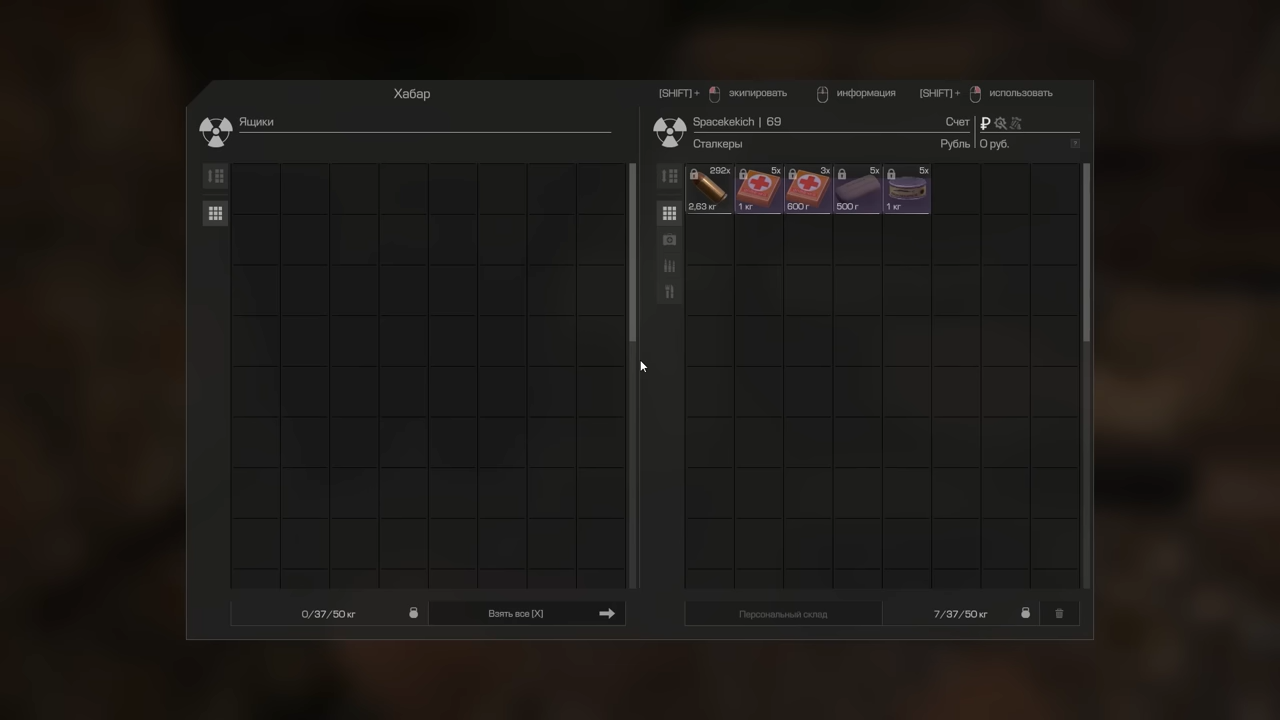 Хабар
[SHIFT] + экипировать информация [SHIFT] + использовать
Ящики
Spacekekich | 69 Счет ₽
Сталкеры Рубль 0 руб. ?
292x 5x 3x 5x 5x
2,63 кг 1 кг 600 г 500 г 1 кг
0/37/50 кг Взять все [X] Персональный склад 7/37/50 кг